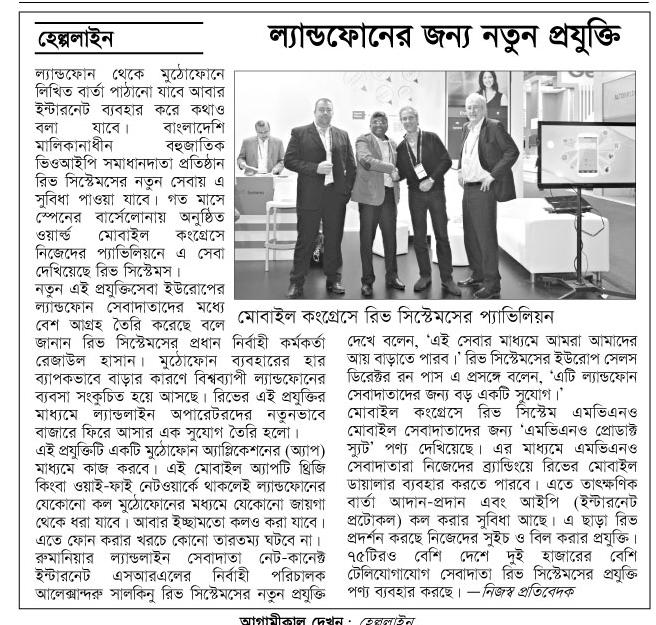 হেল্পলাইন
ল্যান্ডফোনের জন্য নতুন প্রযুক্তি
ল্যান্ডফোন থেকে মুঠোফোনে
লিখিত বার্তা পাঠানো যাবে আবার
ইন্টারনেট ব্যবহার করে কথাও
বলা যাবে। বাংলাদেশি
মালিকানাধীন বহুজাতিক
ভিওআইপি সমাধানদাতা প্রতিষ্ঠান
রিভ সিস্টেমসের নতুন সেবায় এ
সুবিধা পাওয়া যাবে। গত মাসে
স্পেনের বার্সেলোনায় অনুষ্ঠিত
ওয়ার্ল্ড মোবাইল কংগ্রেসে
নিজেদের প্যাভিলিয়নে এ সেবা
দেখিয়েছে রিভ সিস্টেমস।
নতুন এই প্রযুক্তিসেবা ইউরোপের
ল্যান্ডফোন সেবাদাতাদের মধ্যে
বেশ আগ্রহ তৈরি করেছে বলে
জানান রিভ সিস্টেমসের প্রধান নির্বাহী কর্মকর্তা
রেজাউল হাসান। মুঠোফোন ব্যবহারের হার
ব্যাপকভাবে বাড়ার কারণে বিশ্বব্যাপী ল্যান্ডফোনের
ব্যবসা সংকুচিত হয়ে আসছে। রিভের এই প্রযুক্তির
মাধ্যমে ল্যান্ডলাইন অপারেটরদের নতুনভাবে
বাজারে ফিরে আসার এক সুযোগ তৈরি হলো।
এই প্রযুক্তিটি একটি মুঠোফোন অ্যাপ্লিকেশনের (অ্যাপ)
মাধ্যমে কাজ করবে। এই মোবাইল অ্যাপটি থ্রিজি
কিংবা ওয়াই-ফাই নেটওয়ার্কে থাকলেই ল্যান্ডফোনের
যেকোনো কল মুঠোফোনের মধ্যমে যেকোনো জায়গা
থেকে ধরা যাবে। আবার ইচ্ছামতো কলও করা যাবে।
এতে ফোন করার খরচে কোনো তারতম্য ঘটবে না।
রুমানিয়ার ল্যান্ডলাইন সেবাদাতা নেট-কানেক্ট
ইন্টারনেট এসআরএলের নির্বাহী পরিচালক
আলেক্সান্দরু সালকিনু রিভ সিস্টেমসের নতুন প্রযুক্তি
মোবাইল কংগ্রেসে রিভ সিস্টেমসের প্যাভিলিয়ন
দেখে বলেন, ‘এই সেবার মাধ্যমে আমরা আমাদের
আয় বাড়াতে পারব।’ রিভ সিস্টেমসের ইউরোপ সেলস
ডিরেক্টর রন পাস এ প্রসঙ্গে বলেন, ‘এটি ল্যান্ডফোন
সেবাদাতাদের জন্য বড় একটি সুযোগ।’
মোবাইল কংগ্রেসে রিভ সিস্টেম এমভিএনও
মোবাইল সেবাদাতাদের জন্য ‘এমভিএনও প্রোডাক্ট
স্যুট’ পণ্য দেখিয়েছে। এর মাধ্যমে এমভিএনও
সেবাদাতারা নিজেদের ব্র্যান্ডিংয়ে রিভের মোবাইল
ডায়ালার ব্যবহার করতে পারবে। এতে তাৎক্ষণিক
বার্তা আদান-প্রদান এবং আইপি (ইন্টারনেট
প্রটোকল) কল করার সুবিধা আছে। এ ছাড়া রিভ
প্রদর্শন করছে নিজেদের সুইচ ও বিল করার প্রযুক্তি।
৭৫টিরও বেশি দেশে দুই হাজারের বেশি
টেলিযোগাযোগ সেবাদাতা রিভ সিস্টেমসের প্রযুক্তি
পণ্য ব্যবহার করছে। —নিজস্ব প্রতিবেদক
আগামীকাল দেখুন : হেল্পলাইন